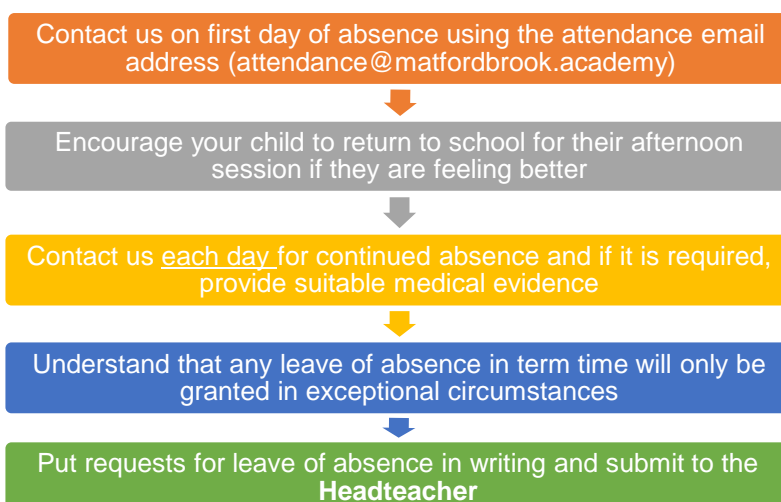 Contact us on first day of absence using the attendance email
address (attendance@matfordbrook.academy)
Encourage your child to return to school for their afternoon
session if they are feeling better
Contact us each day for continued absence and if it is required,
provide suitable medical evidence
Understand that any leave of absence in term time will only be
granted in exceptional circumstances
Put requests for leave of absence in writing and submit to the
Headteacher